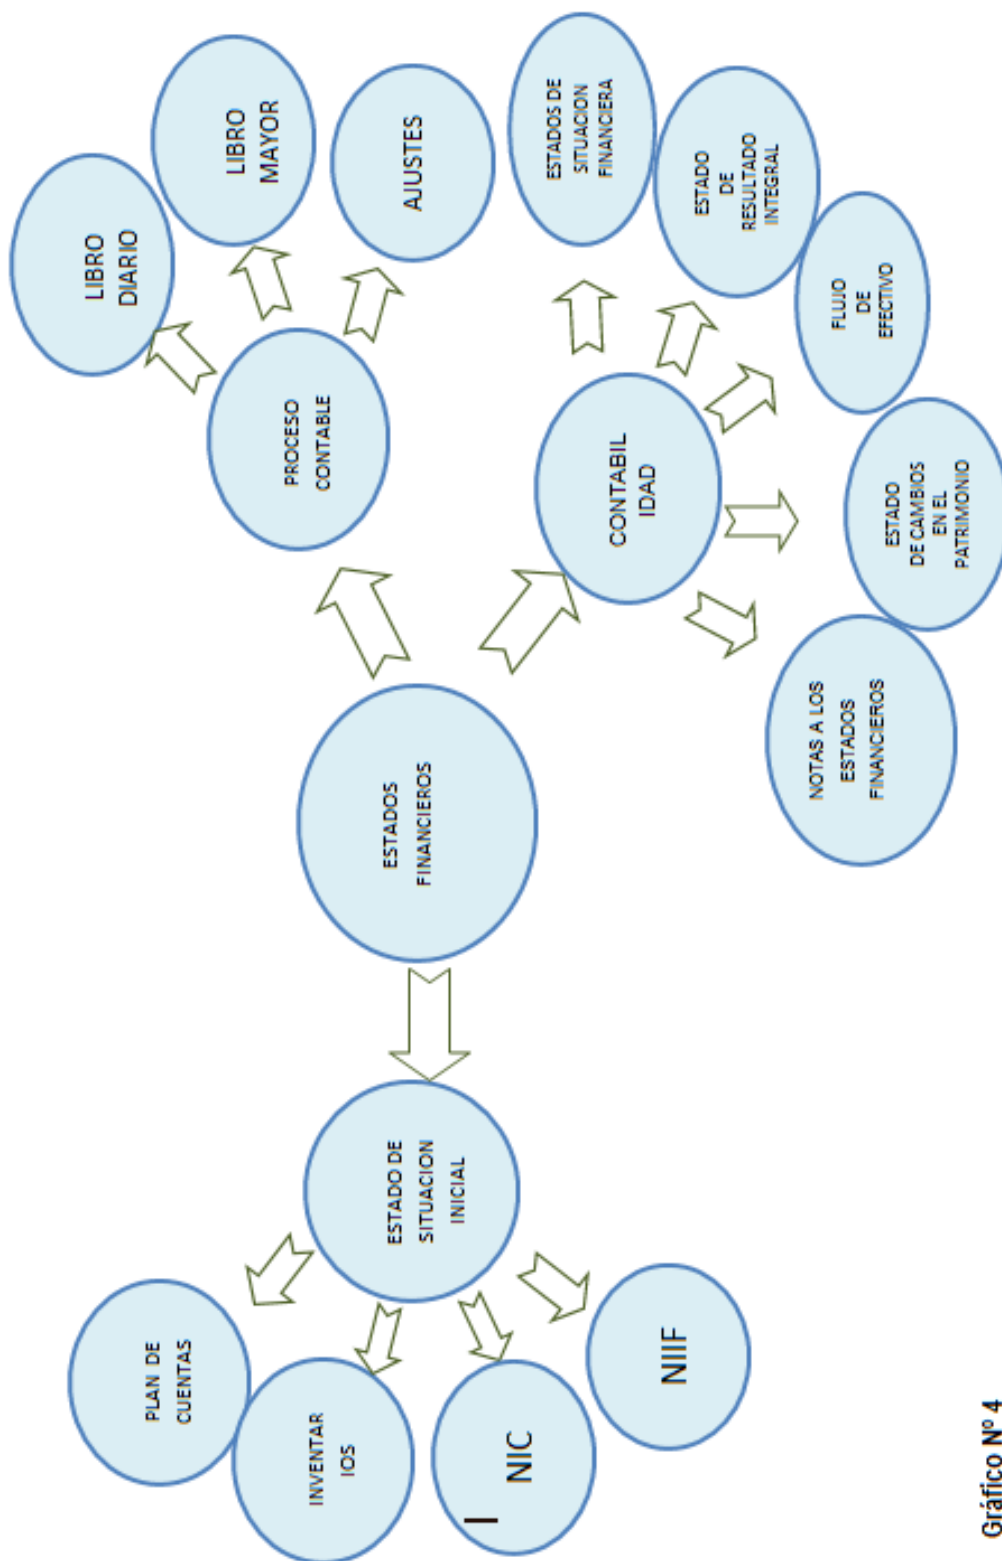 PLAN DE
CUENTAS
INVENTAR
IOS
NIC
NIIF
ESTADO DE
SITUACION
INICIAL
ESTADOS
FINANCIEROS
PROCESO
CONTABLE
LIBRO
DIARIO
LIBRO
MAYOR
AJUSTES
CONTABIL
IDAD
ESTADOS DE
SITUACION
FINANCIERA
ESTADO
DE
RESULTADO
INTEGRAL
FLUJO
DE
EFECTIVO
ESTADO
DE CAMBIOS
EN EL
PATRIMONIO
NOTAS A LOS
ESTADOS
FINANCIEROS
Gráfico Nº 4